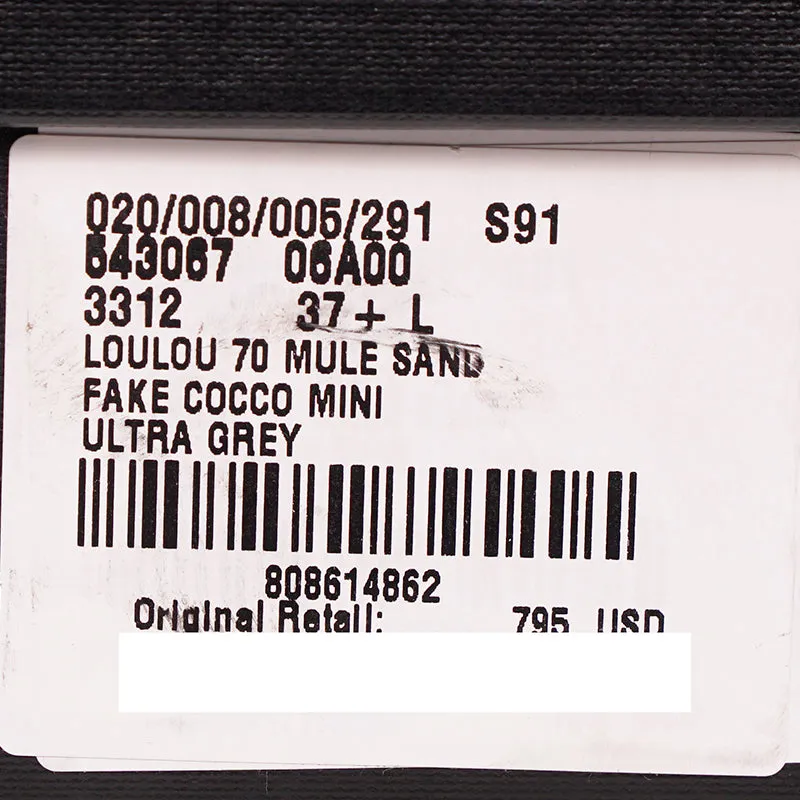 020/008/005/291 S91
543067 06A00
3312 37+ L
LOULOU 70 MULE SAND
FAKE COCCO MINI
ULTRA GREY
808614862
Original Retail: 795 USD